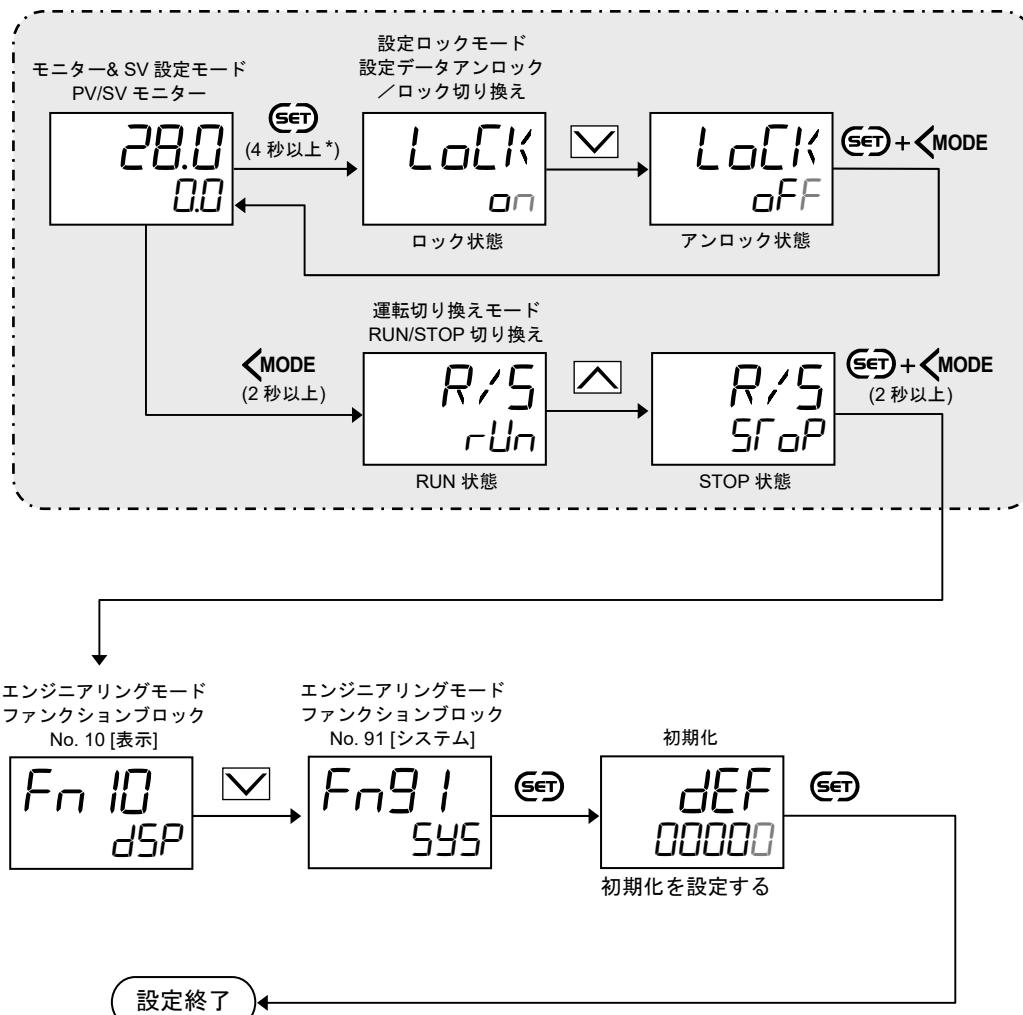 設定ロックモード
設定データアンロック
／ロック切り換え
モニター& SV 設定モード
PV/SV モニター
28.0
0.0
SET
(4 秒以上*)
LoCK
on
ロック状態
LoCK
oFF
アンロック状態
SET + <MODE
運転切り換えモード
RUN/STOP 切り換え
<MODE
(2 秒以上)
R/S
rUn
RUN 状態
R/S
SToP
STOP 状態
SET + <MODE
(2 秒以上)
エンジニアリングモード
ファンクションブロック
No. 10 [表示]
Fn 10
dSP
エンジニアリングモード
ファンクションブロック
No. 91 [システム]
Fn91
SYS
SET
初期化
dEF
00000
初期化を設定する
SET
設定終了